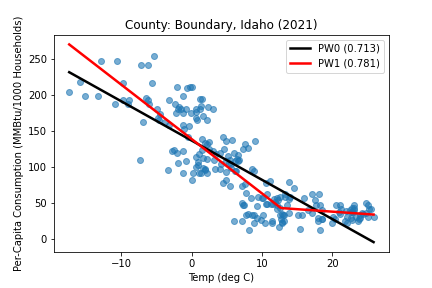 County: Boundary, Idaho (2021)
PW0 (0.713)
PW1 (0.781)
Per-Capita Consumption (MMBtu/1000 Households)
250
200
150
100
50
0
−10
0
10
20
Temp (deg C)